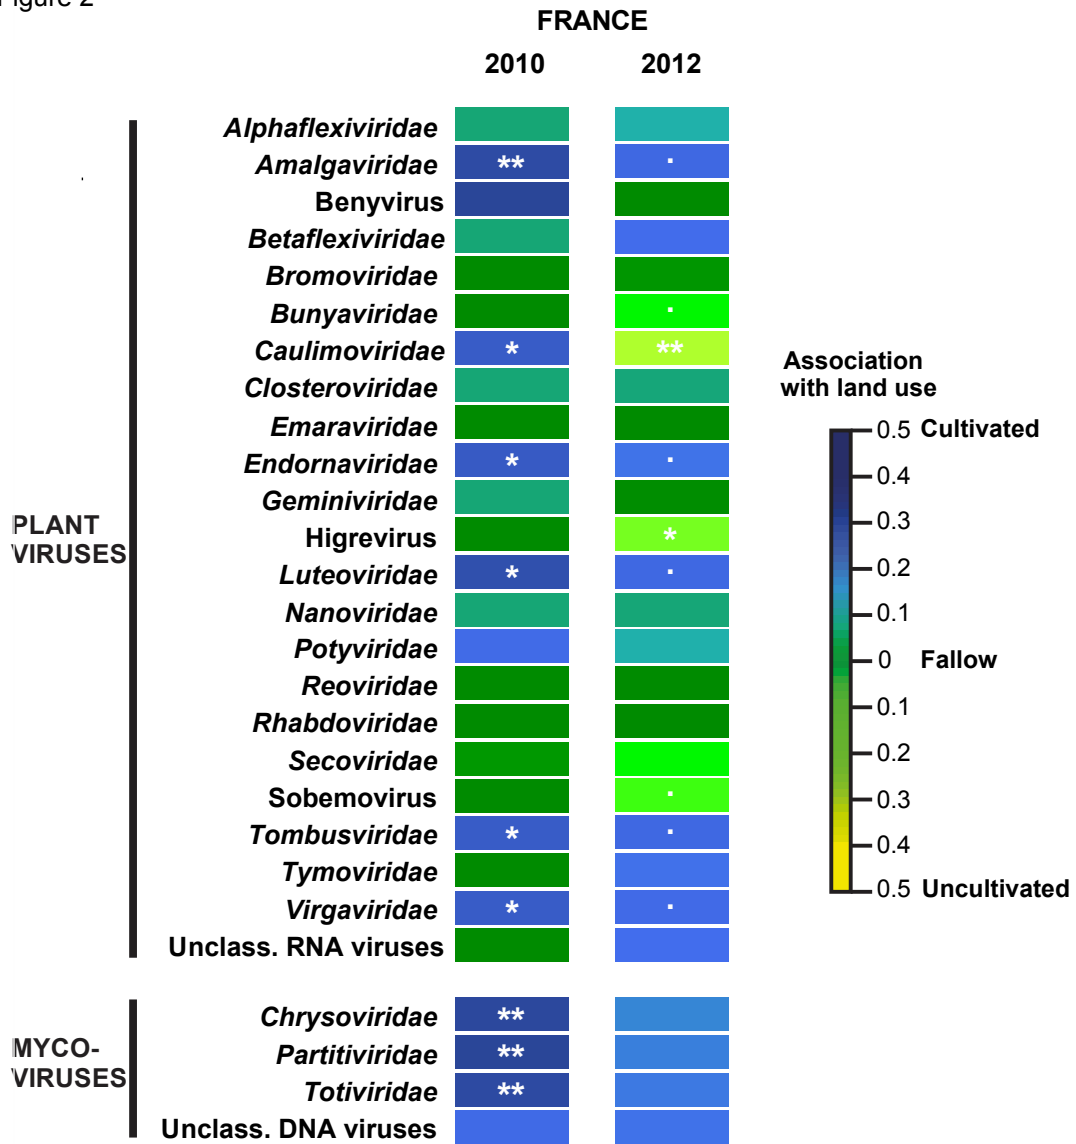 Figure 2
FRANCE
2010 2012
Alphaflexiviridae
Amalgaviridae ** ·
Benyvirus
Betaflexiviridae
Bromoviridae
Bunyaviridae ·
Caulimoviridae * **
Closteroviridae
Emaraviridae
Endornaviridae * ·
Geminiviridae
Higrevirus *
Luteoviridae * ·
Nanoviridae
Potyviridae
Reoviridae
Rhabdoviridae
Secoviridae
Sobemovirus ·
Tombusviridae * ·
Tymoviridae
Virgaviridae * ·
Unclass. RNA viruses
PLANT
VIRUSES
Chrysoviridae **
Partitiviridae **
Totiviridae **
Unclass. DNA viruses
MYCO-
VIRUSES
Association
with land use
0.5 Cultivated
0.4
0.3
0.2
0.1
0 Fallow
0.1
0.2
0.3
0.4
0.5 Uncultivated